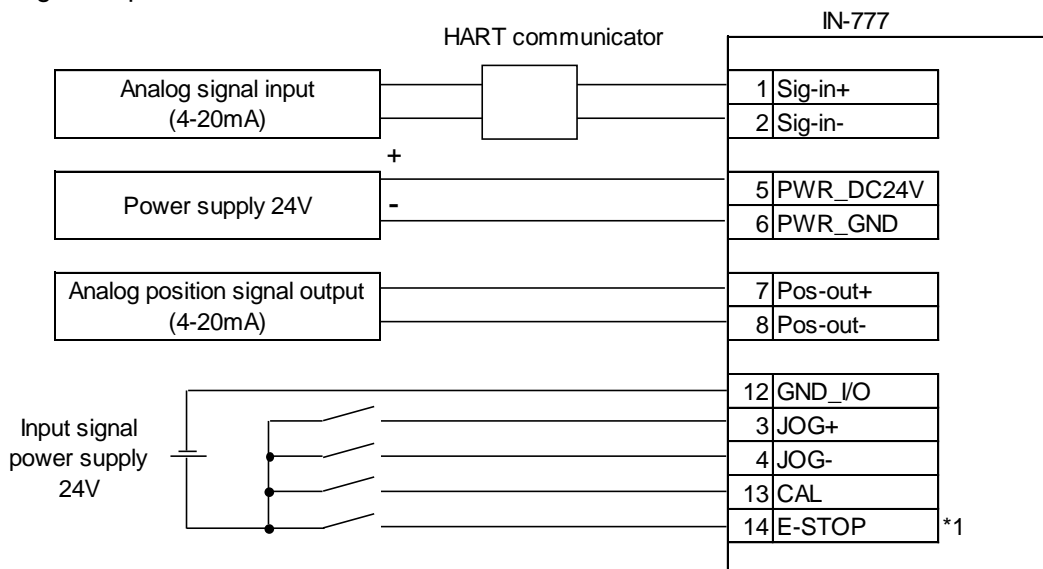 IN-777
HART communicator
Analog signal input
(4-20mA)
1 Sig-in+
2 Sig-in-
+
Power supply 24V
-
5 PWR_DC24V
6 PWR_GND
Analog position signal output
(4-20mA)
7 Pos-out+
8 Pos-out-
12 GND_I/O
3 JOG+
4 JOG-
13 CAL
14 E-STOP *1
Input signal
power supply
24V